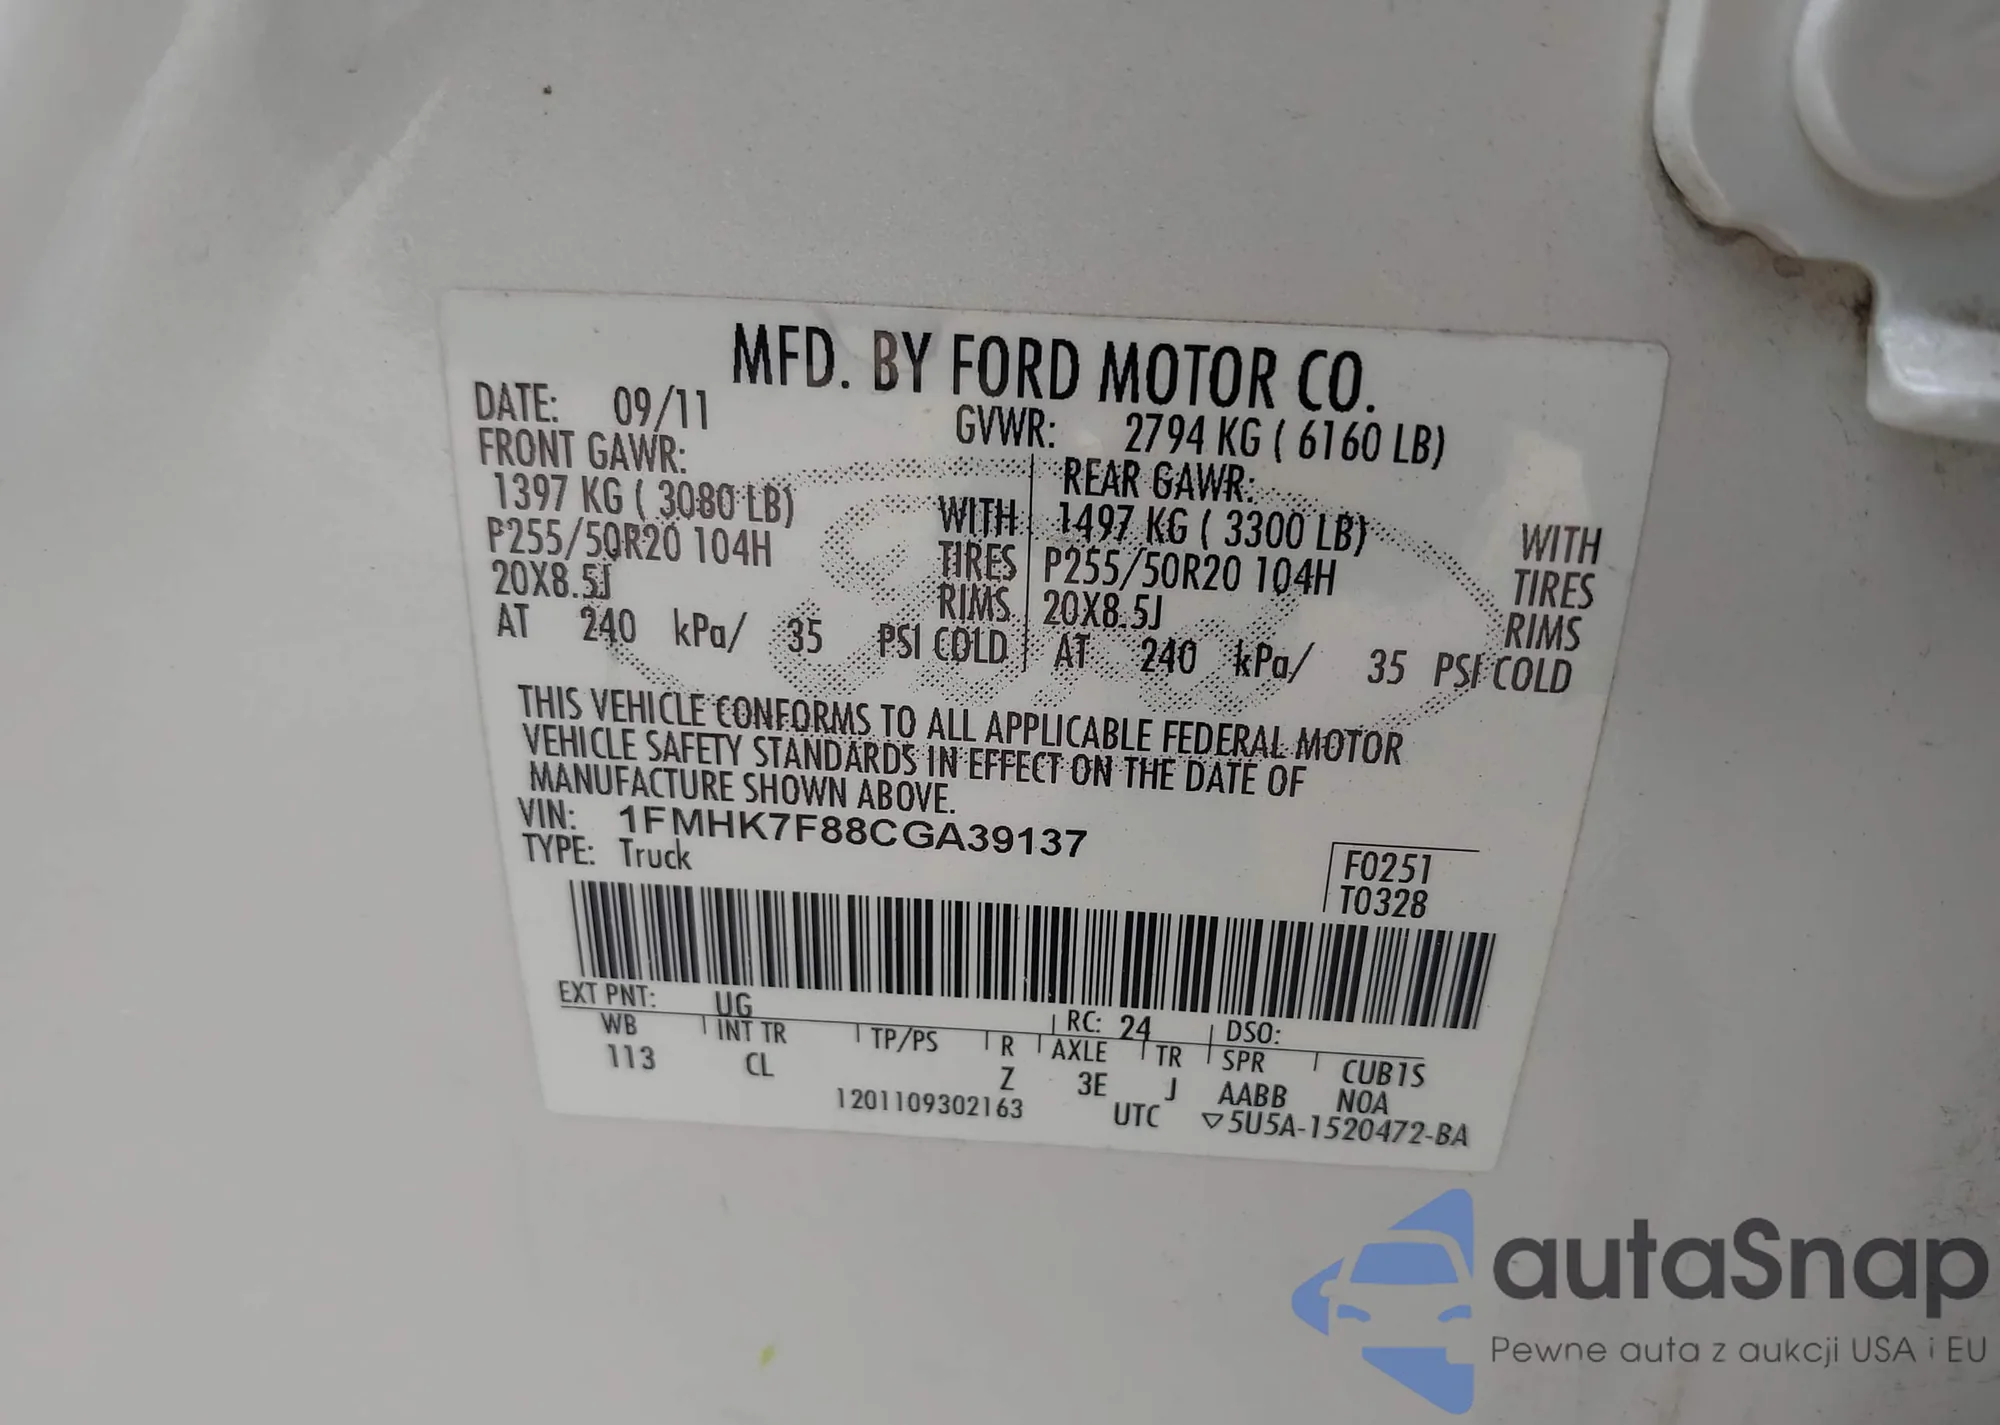 MFD. BY FORD MOTOR CO.
DATE: 09/11 GVWR: 2794 KG ( 6160 LB)
FRONT GAWR: REAR GAWR:
1397 KG ( 3080 LB) WITH 1497 KG ( 3300 LB) WITH
P255/50R20 104H TIRES P255/50R20 104H TIRES
20X8.5J RIMS 20X8.5J RIMS
AT 240 kPa/ 35 PSI COLD AT 240 kPa/ 35 PSI COLD
THIS VEHICLE CONFORMS TO ALL APPLICABLE FEDERAL MOTOR
VEHICLE SAFETY STANDARDS IN EFFECT ON THE DATE OF
MANUFACTURE SHOWN ABOVE.
VIN: 1FMHK7F88CGA39137
TYPE: Truck
F0251
T0328
EXT PNT: UG RC: 24 DSO:
WB INT TR TP/PS R AXLE TR SPR CUB1S
113 CL Z 3E J AABB N0A
1201109302163 UTC ▽5U5A-1520472-BA
autaSnap
Pewne auta z aukcji USA i EU